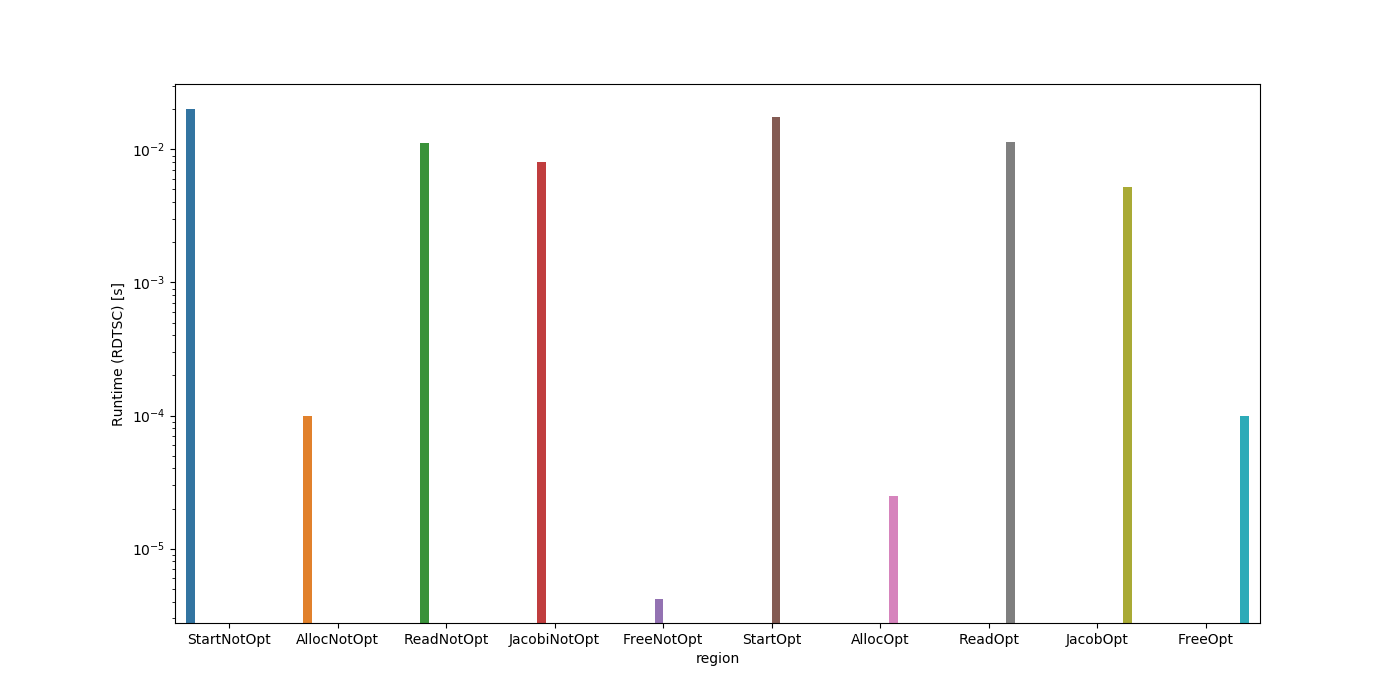 Runtime (RDTSC) [s]
10⁻²
10⁻³
10⁻⁴
10⁻⁵
StartNotOpt AllocNotOpt ReadNotOpt JacobiNotOpt FreeNotOpt StartOpt AllocOpt ReadOpt JacobOpt FreeOpt
region